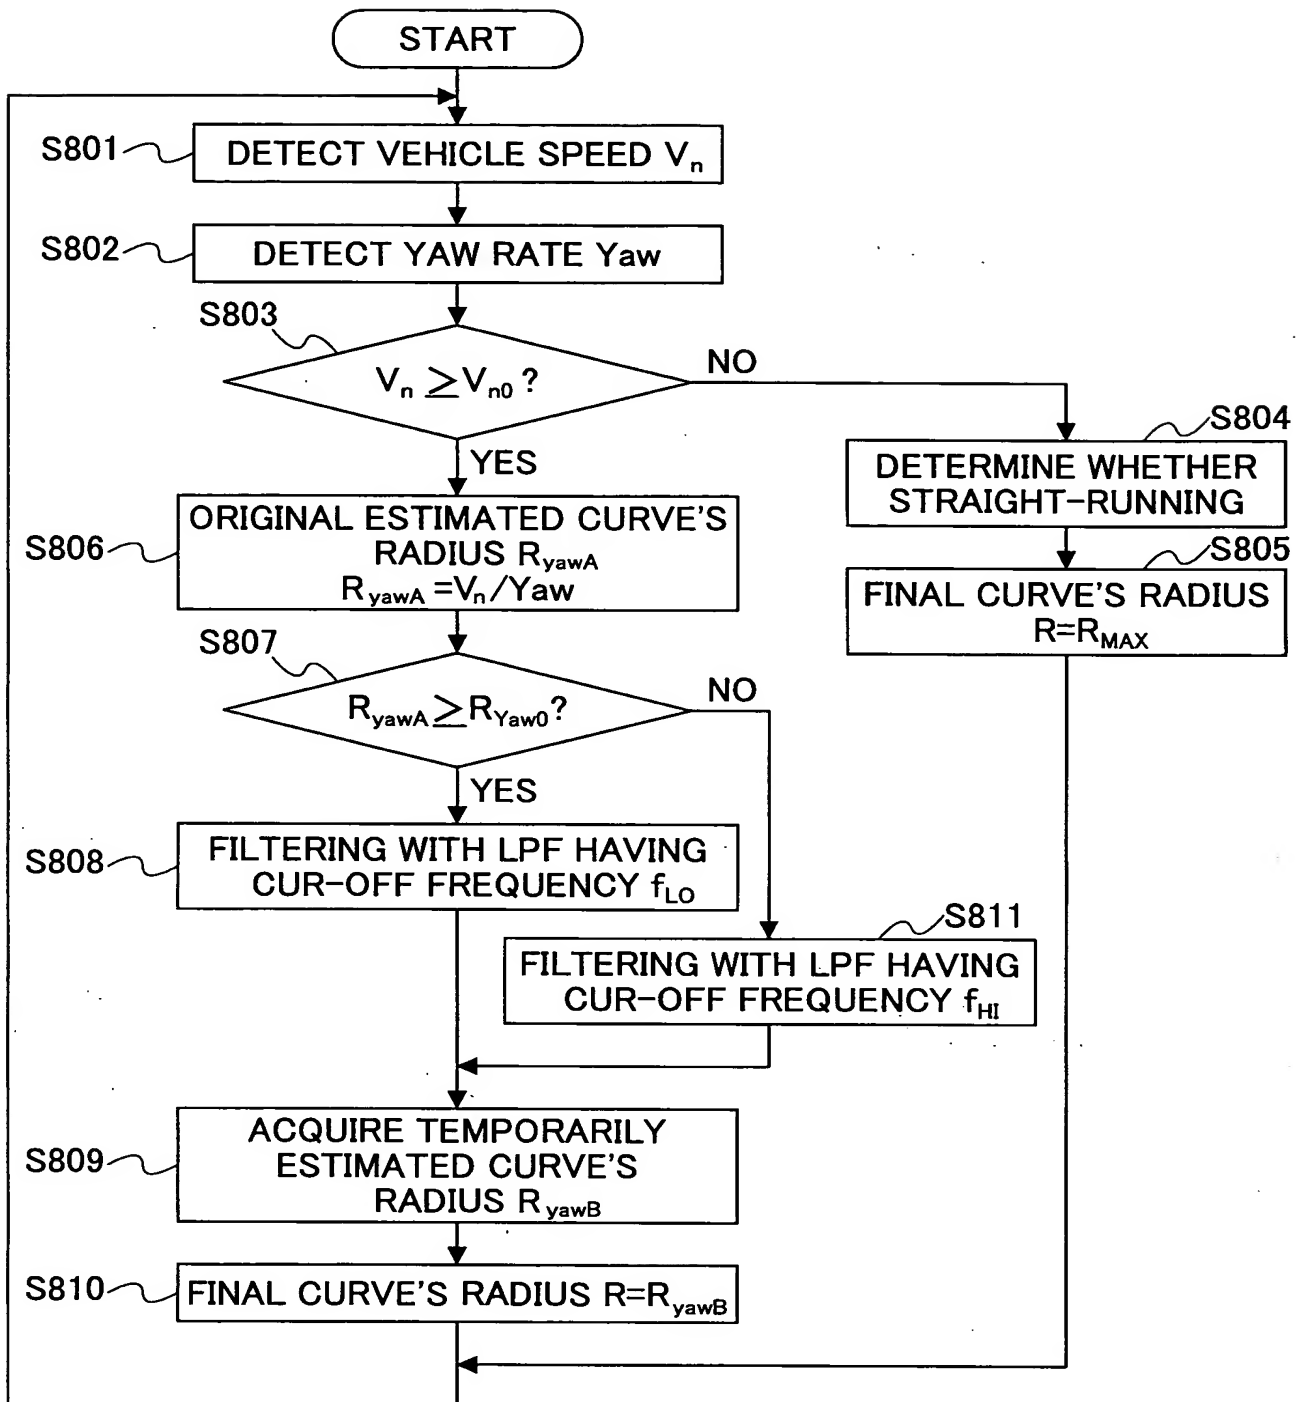 START
S801
DETECT VEHICLE SPEED Vn
S802
DETECT YAW RATE Yaw
S803
Vn ≥ Vn0 ?
NO
YES
S804
DETERMINE WHETHER
STRAIGHT-RUNNING
S805
FINAL CURVE'S RADIUS
R=RMAX
S806
ORIGINAL ESTIMATED CURVE'S
RADIUS RyawA
RyawA =Vn/Yaw
S807
RyawA ≥ RYaw0?
NO
YES
S808
FILTERING WITH LPF HAVING
CUR-OFF FREQUENCY fLO
S811
FILTERING WITH LPF HAVING
CUR-OFF FREQUENCY fHI
S809
ACQUIRE TEMPORARILY
ESTIMATED CURVE'S
RADIUS RyawB
S810
FINAL CURVE'S RADIUS R=RyawB